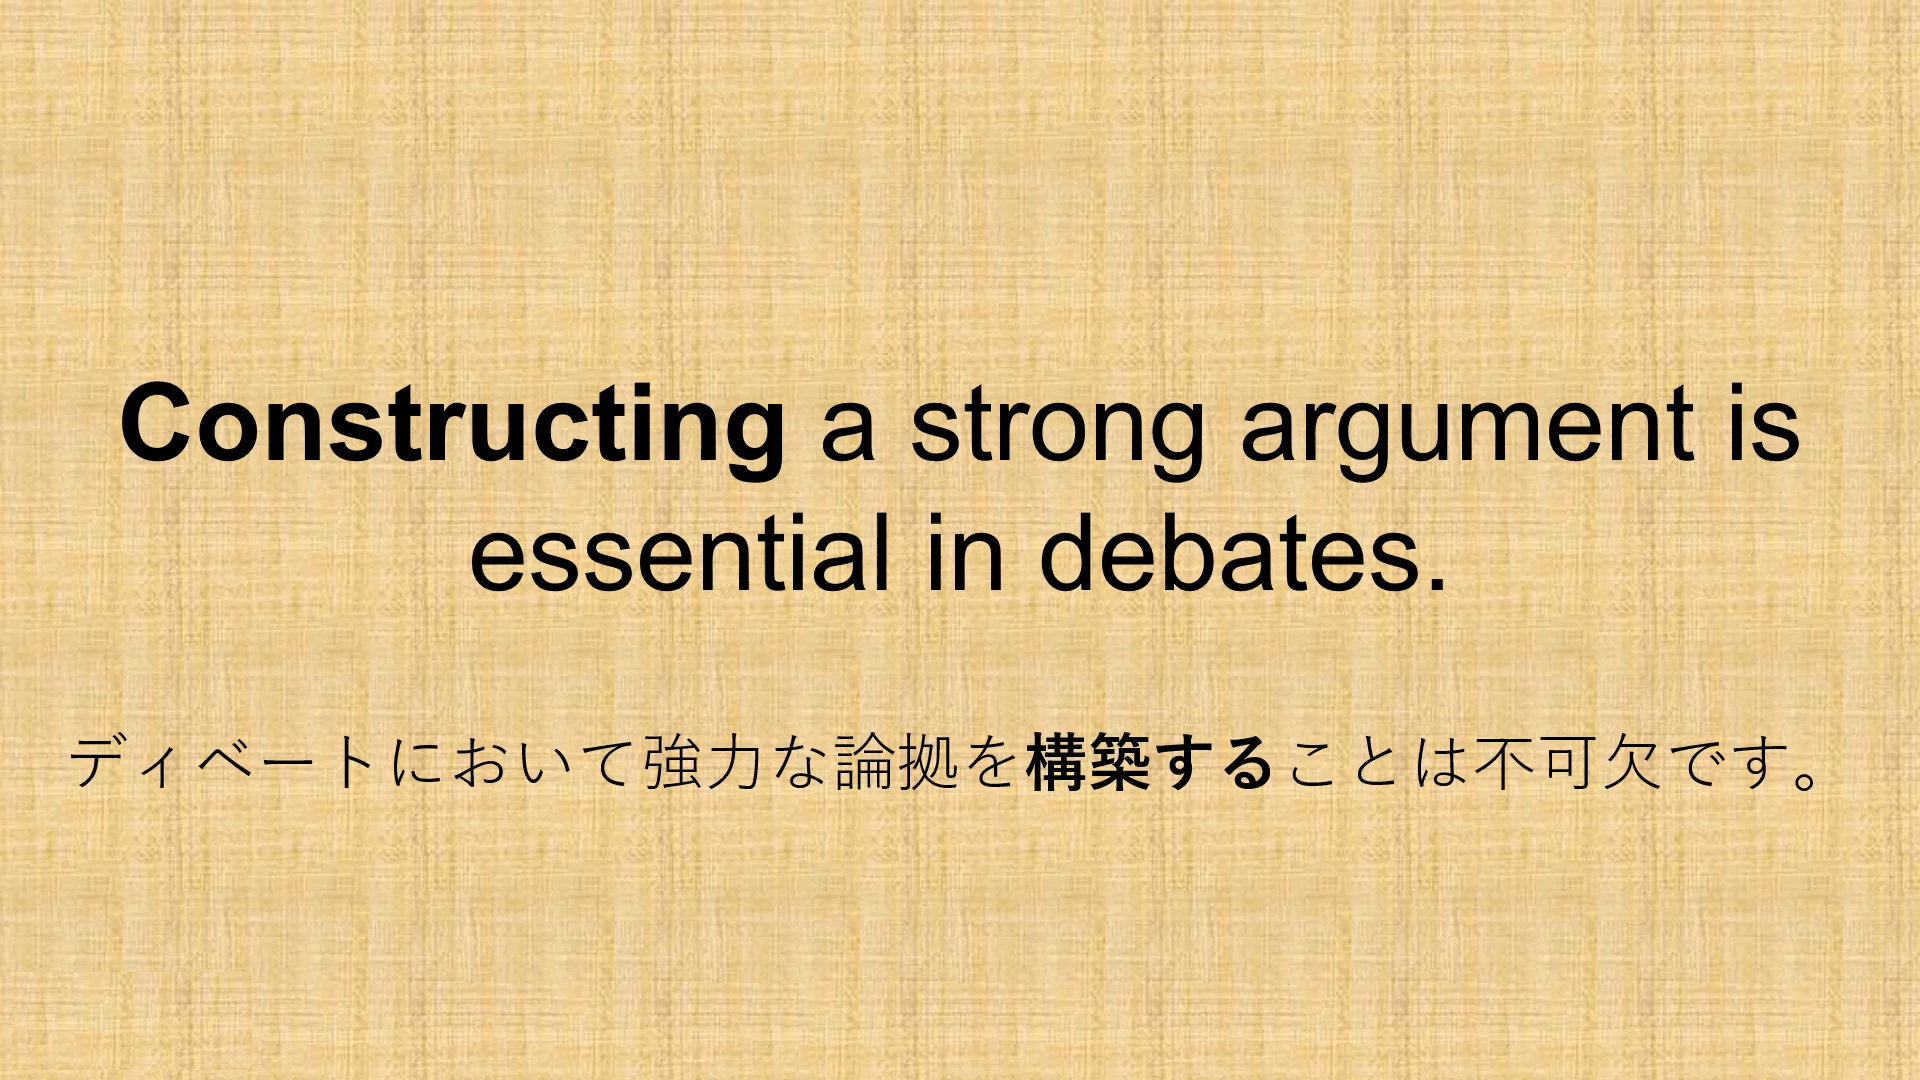 Constructing a strong argument is
essential in debates.
ディベートにおいて強力な論拠を構築することは不可欠です。